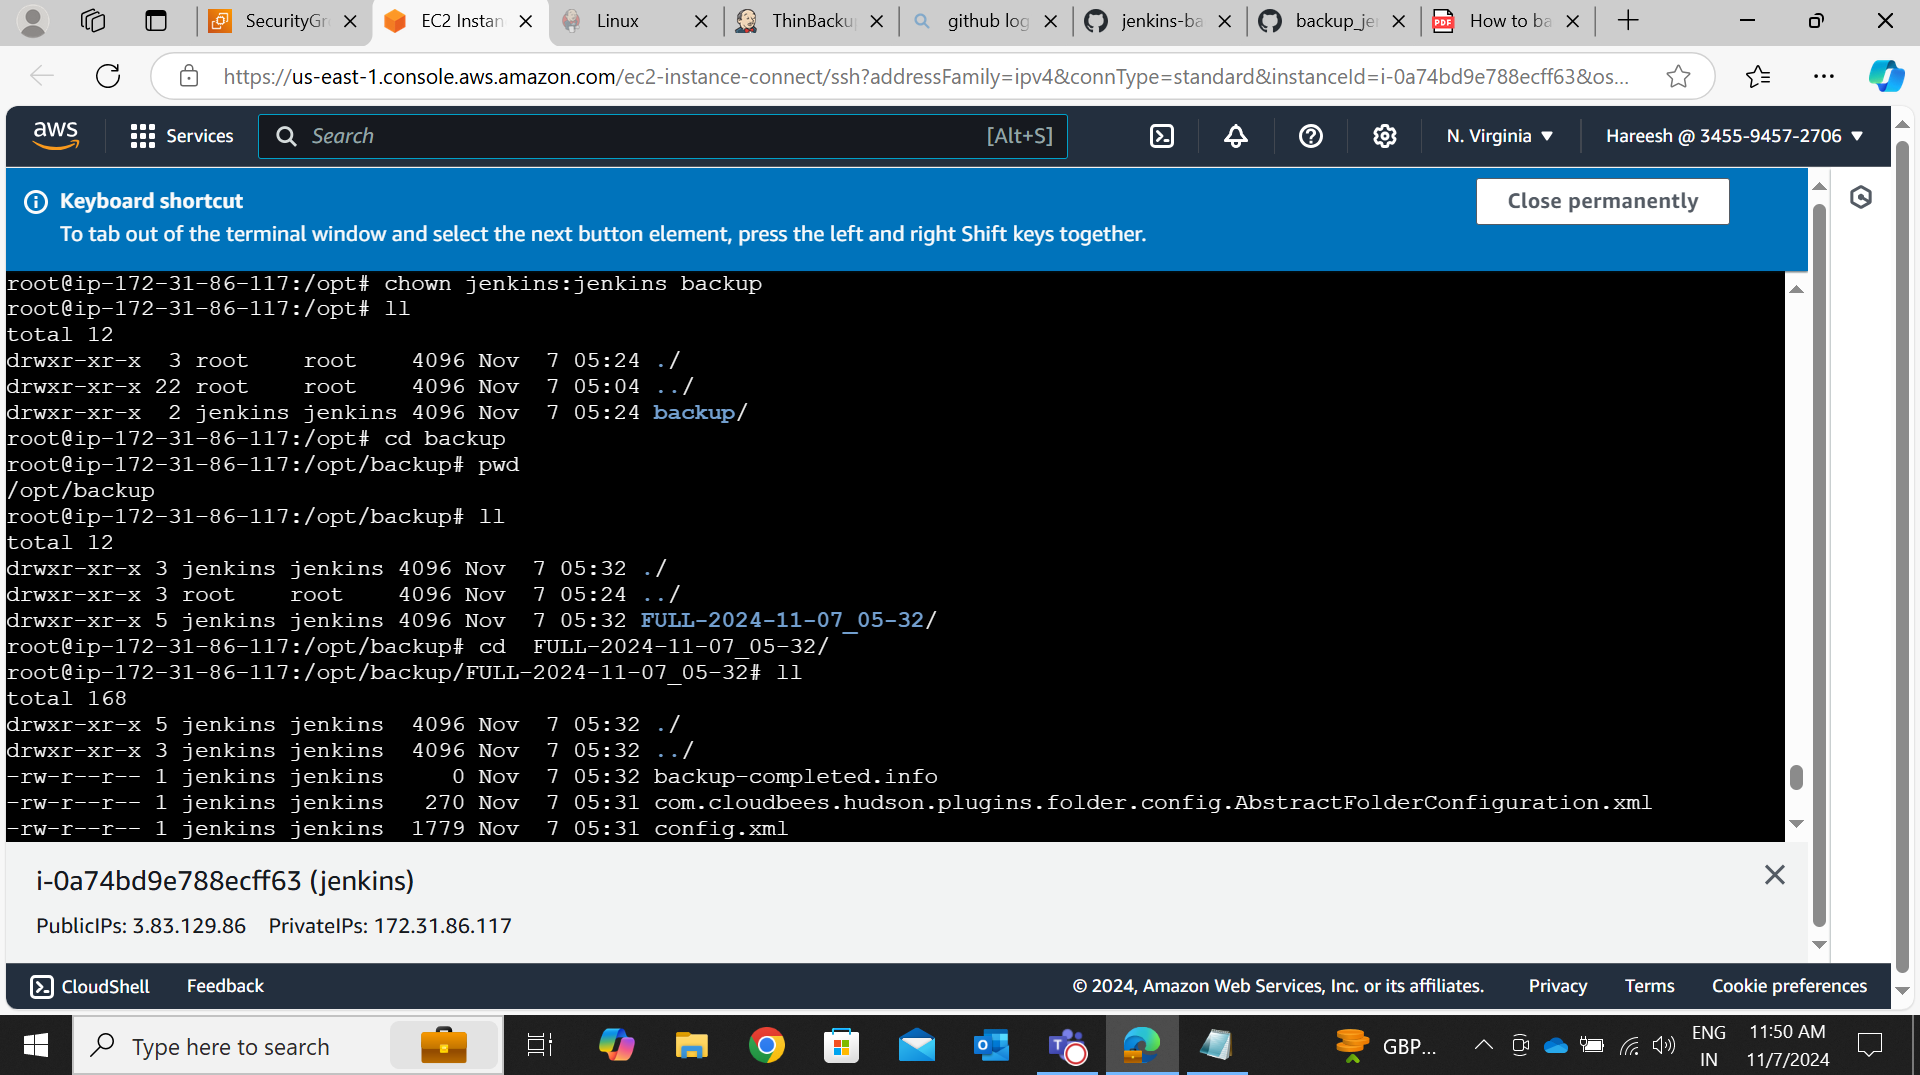 SecurityGr
EC2 Instan
Linux
ThinBackup
github log
jenkins-ba
backup_je
PDF
How to ba
https://us-east-1.console.aws.amazon.com/ec2-instance-connect/ssh?addressFamily=ipv4&connType=standard&instanceId=i-0a74bd9e788ecff63&os...
aws
Services
Search
[Alt+S]
N. Virginia
Hareesh @ 3455-9457-2706
Keyboard shortcut
Close permanently
To tab out of the terminal window and select the next button element, press the left and right Shift keys together.
root@ip-172-31-86-117:/opt# chown jenkins:jenkins backup
root@ip-172-31-86-117:/opt# ll
total 12
drwxr-xr-x  3 root    root    4096 Nov  7 05:24 ./
drwxr-xr-x 22 root    root    4096 Nov  7 05:04 ../
drwxr-xr-x  2 jenkins jenkins 4096 Nov  7 05:24 backup/
root@ip-172-31-86-117:/opt# cd backup
root@ip-172-31-86-117:/opt/backup# pwd
/opt/backup
root@ip-172-31-86-117:/opt/backup# ll
total 12
drwxr-xr-x 3 jenkins jenkins 4096 Nov  7 05:32 ./
drwxr-xr-x 3 root    root    4096 Nov  7 05:24 ../
drwxr-xr-x 5 jenkins jenkins 4096 Nov  7 05:32 FULL-2024-11-07_05-32/
root@ip-172-31-86-117:/opt/backup# cd  FULL-2024-11-07_05-32/
root@ip-172-31-86-117:/opt/backup/FULL-2024-11-07_05-32# ll
total 168
drwxr-xr-x 5 jenkins jenkins  4096 Nov  7 05:32 ./
drwxr-xr-x 3 jenkins jenkins  4096 Nov  7 05:32 ../
-rw-r--r-- 1 jenkins jenkins     0 Nov  7 05:32 backup-completed.info
-rw-r--r-- 1 jenkins jenkins   270 Nov  7 05:31 com.cloudbees.hudson.plugins.folder.config.AbstractFolderConfiguration.xml
-rw-r--r-- 1 jenkins jenkins  1779 Nov  7 05:31 config.xml
i-0a74bd9e788ecff63 (jenkins)
PublicIPs: 3.83.129.86    PrivateIPs: 172.31.86.117
CloudShell
Feedback
© 2024, Amazon Web Services, Inc. or its affiliates.
Privacy
Terms
Cookie preferences
Type here to search
GBP...
ENG
IN
11:50 AM
11/7/2024